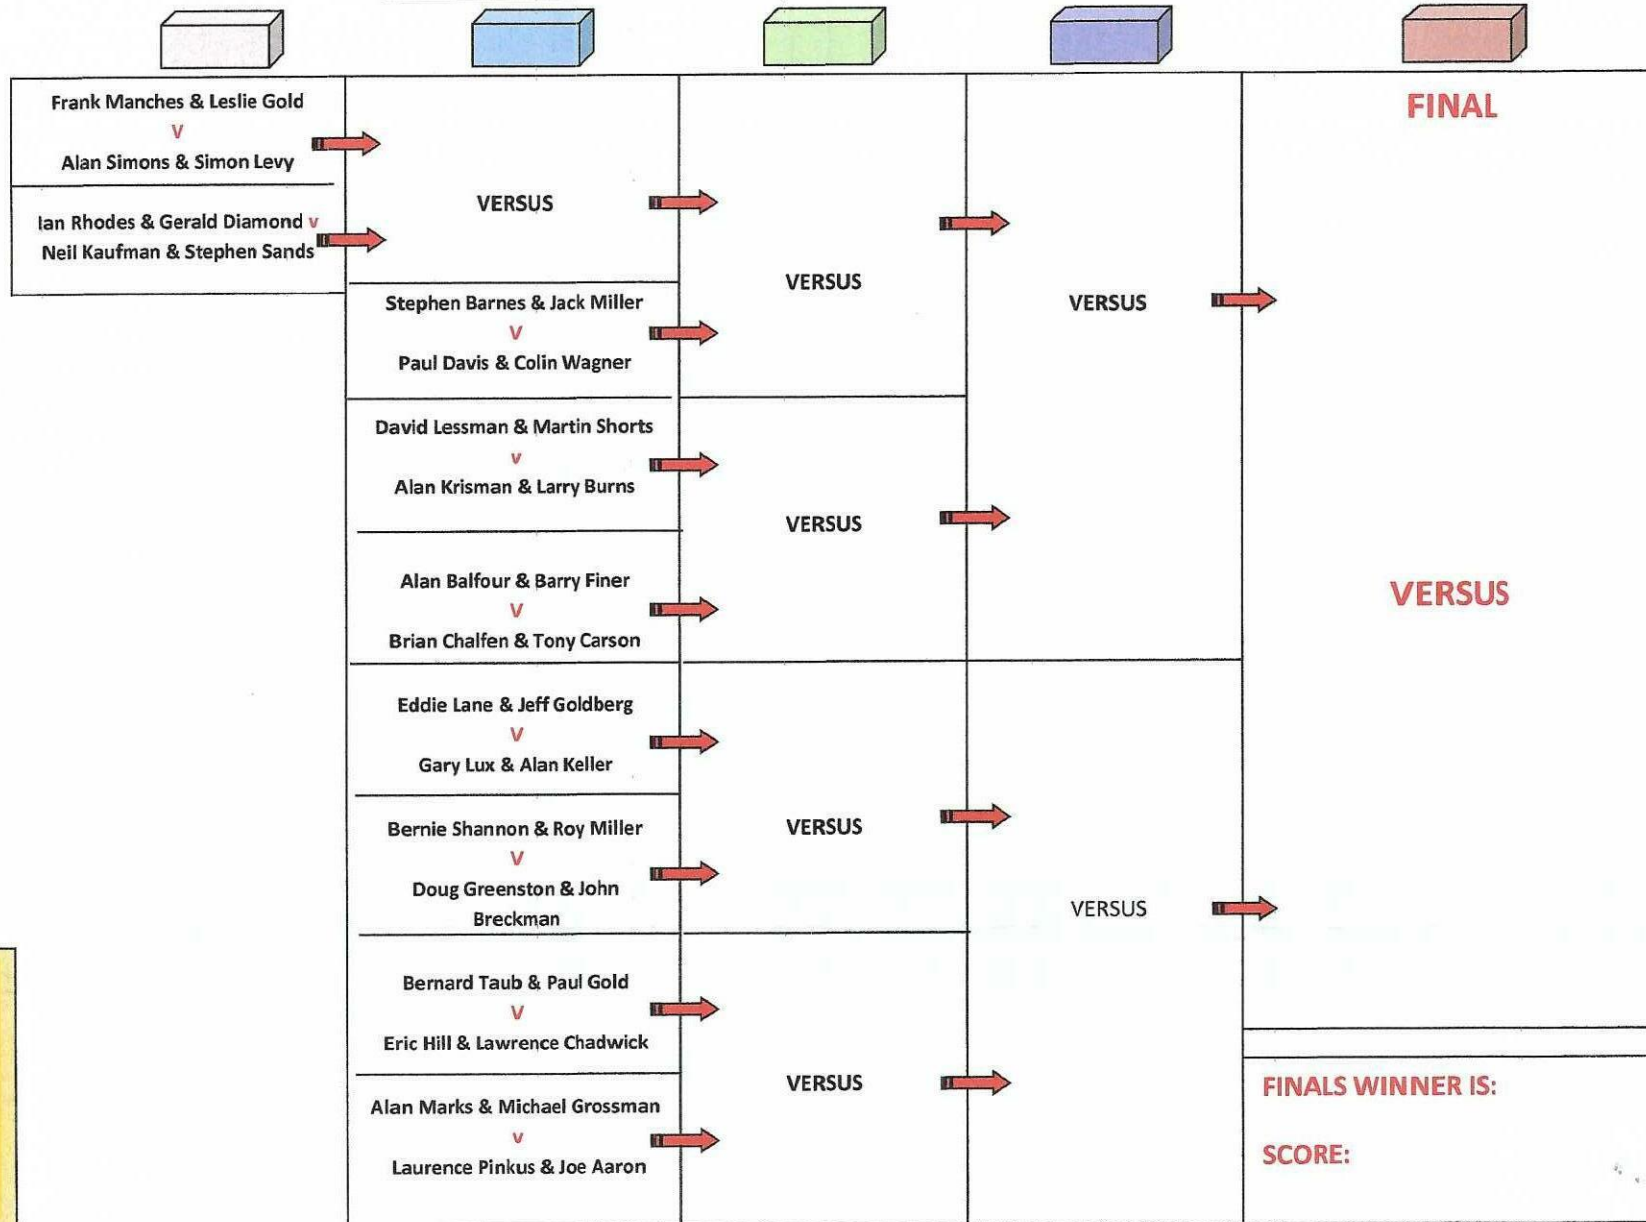 Frank Manches & Leslie Gold
V
Alan Simons & Simon Levy
Ian Rhodes & Gerald Diamond v
Neil Kaufman & Stephen Sands
VERSUS
Stephen Barnes & Jack Miller
V
Paul Davis & Colin Wagner
David Lessman & Martin Shorts
v
Alan Krisman & Larry Burns
Alan Balfour & Barry Finer
V
Brian Chalfen & Tony Carson
Eddie Lane & Jeff Goldberg
V
Gary Lux & Alan Keller
Bernie Shannon & Roy Miller
V
Doug Greenston & John
Breckman
Bernard Taub & Paul Gold
V
Eric Hill & Lawrence Chadwick
Alan Marks & Michael Grossman
v
Laurence Pinkus & Joe Aaron
VERSUS
VERSUS
VERSUS
VERSUS
VERSUS
VERSUS
FINAL
VERSUS
FINALS WINNER IS:
SCORE: